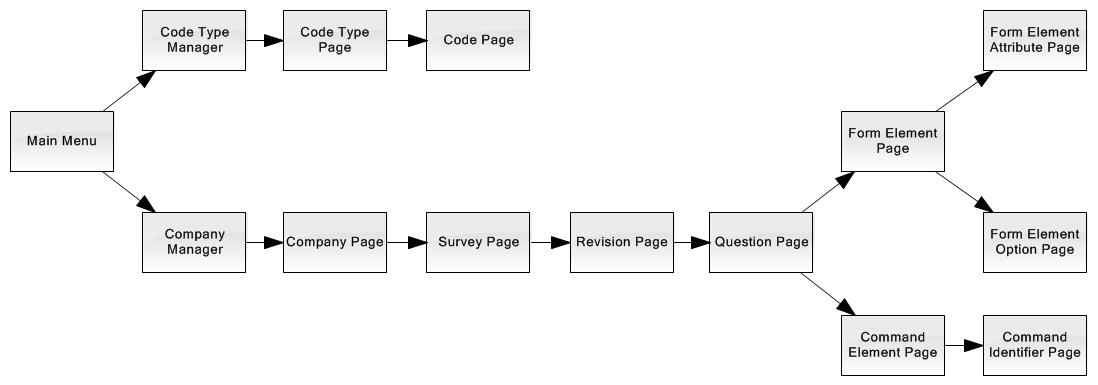 Code Type
Manager
Code Type
Page
Code Page
Form Element
Attribute Page
Main Menu
Form Element
Page
Company
Manager
Company Page
Survey Page
Revision Page
Question Page
Form Element
Option Page
Command
Element Page
Command
Identifier Page